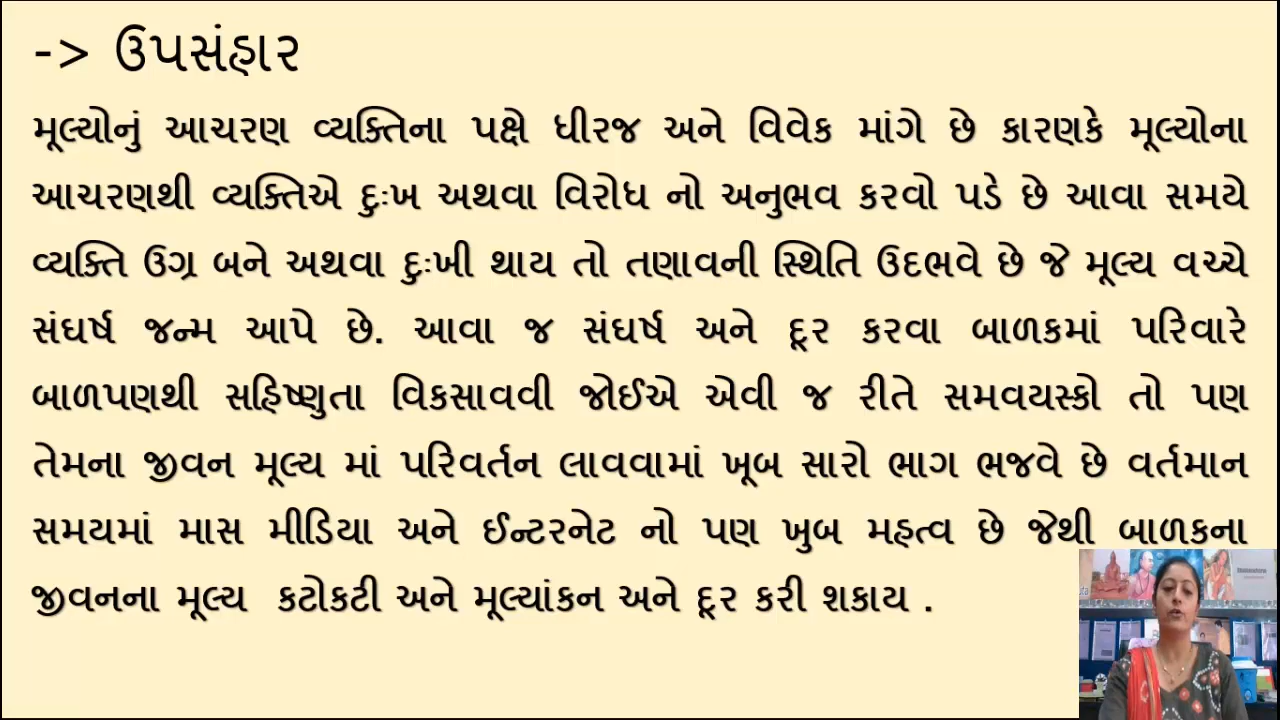 -> ઉપસંહાર
મૂલ્યોનું આચરણ વ્યક્તિના પક્ષે ધીરજ અને વિવેક માંગે છે કારણકે મૂલ્યોના
આચરણથી વ્યક્તિએ દુઃખ અથવા વિરોધ નો અનુભવ કરવો પડે છે આવા સમયે
વ્યક્તિ ઉગ્ર બને અથવા દુઃખી થાય તો તણાવની સ્થિતિ ઉદભવે છે જે મૂલ્ય વચ્ચે
સંઘર્ષ જન્મ આપે છે. આવા જ સંઘર્ષ અને દૂર કરવા બાળકમાં પરિવારે
બાળપણથી સહિષ્ણુતા વિકસાવવી જોઈએ એવી જ રીતે સમવયસ્કો તો પણ
તેમના જીવન મૂલ્ય માં પરિવર્તન લાવવામાં ખૂબ સારો ભાગ ભજવે છે વર્તમાન
સમયમાં માસ મીડિયા અને ઈન્ટરનેટ નો પણ ખુબ મહત્વ છે જેથી બાળકના
જીવનના મૂલ્ય કટોકટી અને મૂલ્યાંકન અને દૂર કરી શકાય .